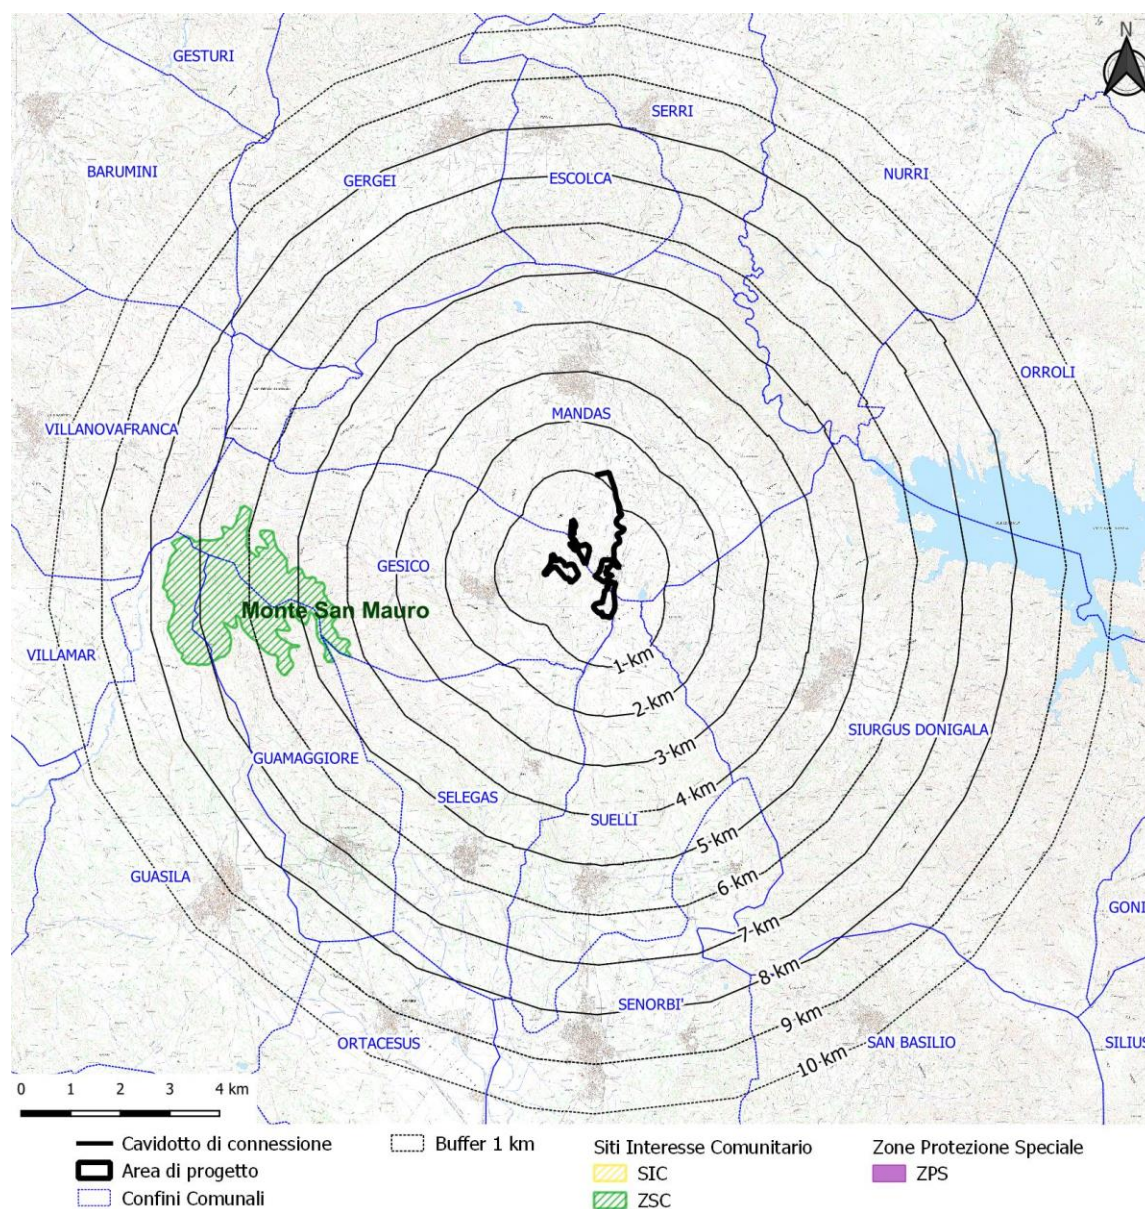 N
GESTURI
SERRI
BARUMINI
NURRI
GERGEI
ESCOLCA
ORROLI
MANDAS
VILLANOVAFRANCA
GESICO
Monte San Mauro
VILLAMAR
1-km
2-km
SIURGUS DONIGALA
3-km
GUAMAGGIORE
SELEGAS
4-km
SUELLI
5-km
GUASILA
6-km
GONI
7-km
8-km
SENORBI'
9-km
ORTACESUS
SAN BASILIO
SILIUS
10-km
0 1 2 3 4 km
Cavidotto di connessione
Area di progetto
Confini Comunali
Buffer 1 km
Siti Interesse Comunitario
SIC
ZSC
Zone Protezione Speciale
ZPS